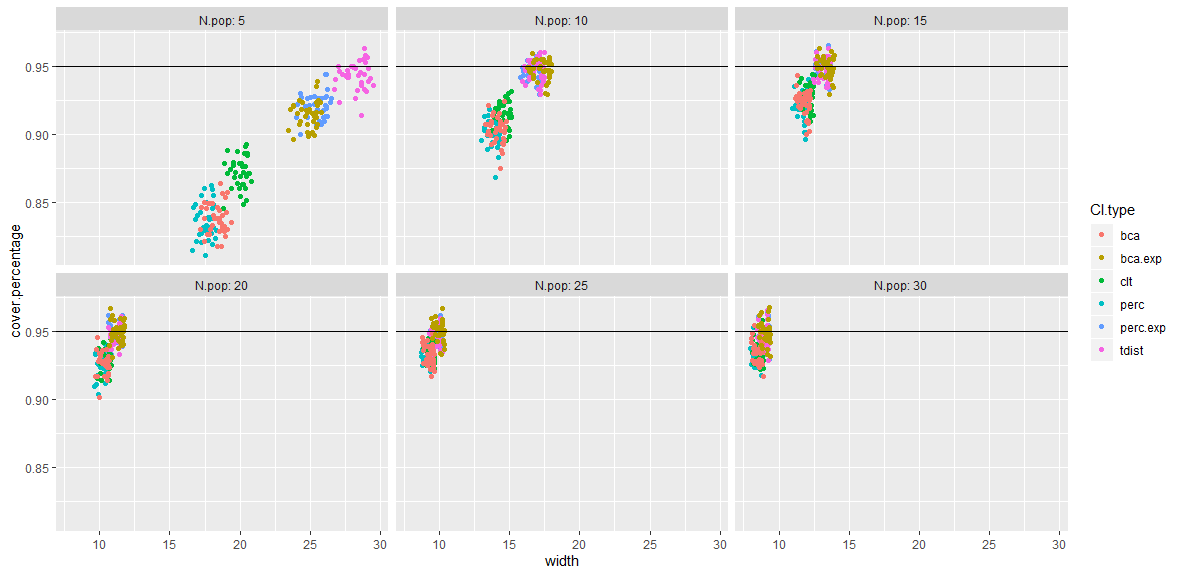 N.pop: 5
N.pop: 10
N.pop: 15
0.95
0.90
0.85
N.pop: 20
N.pop: 25
N.pop: 30
0.95
0.90
0.85
10 15 20 25 30
10 15 20 25 30
10 15 20 25 30
width
cover.percentage
CI.type
bca
bca.exp
clt
perc
perc.exp
tdist